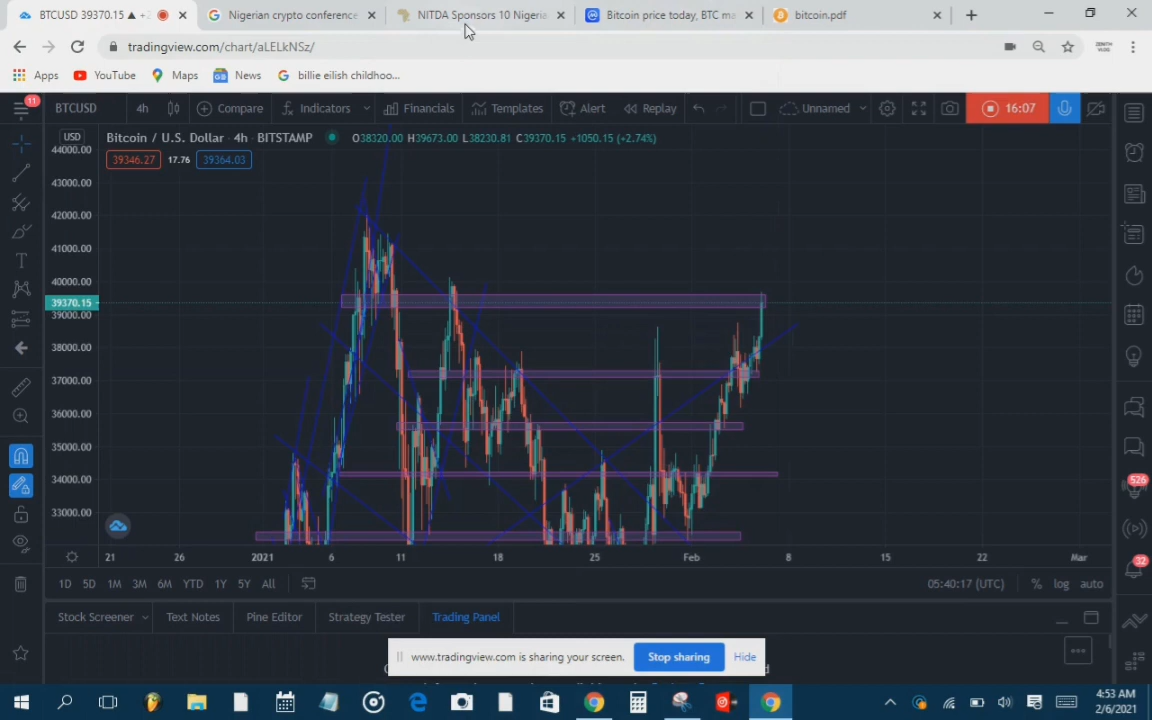 BTCUSD 39370.15 ▲ +2
Nigerian crypto conference
NITDA Sponsors 10 Nigeria
Bitcoin price today, BTC ma
bitcoin.pdf
tradingview.com/chart/aLELkNSz/
ZENITH VLOG
Apps
YouTube
Maps
News
billie eilish childhoo...
11
BTCUSD
4h
Compare
Indicators
Financials
Templates
Alert
Replay
Unnamed
16:07
USD
Bitcoin / U.S. Dollar · 4h · BITSTAMP
O38320.00 H39673.00 L38230.81 C39370.15 +1050.15 (+2.74%)
39346.27 17.76 39364.03
44000.00
43000.00
42000.00
41000.00
40000.00
39370.15
39000.00
38000.00
37000.00
36000.00
35000.00
34000.00
33000.00
526
32
21 26 2021 6 11 18 25 Feb 8 15 22 Mar
1D 5D 1M 3M 6M YTD 1Y 5Y All
05:40:17 (UTC) % log auto
Stock Screener
Text Notes
Pine Editor
Strategy Tester
Trading Panel
www.tradingview.com is sharing your screen.
Stop sharing
Hide
4:53 AM
2/6/2021